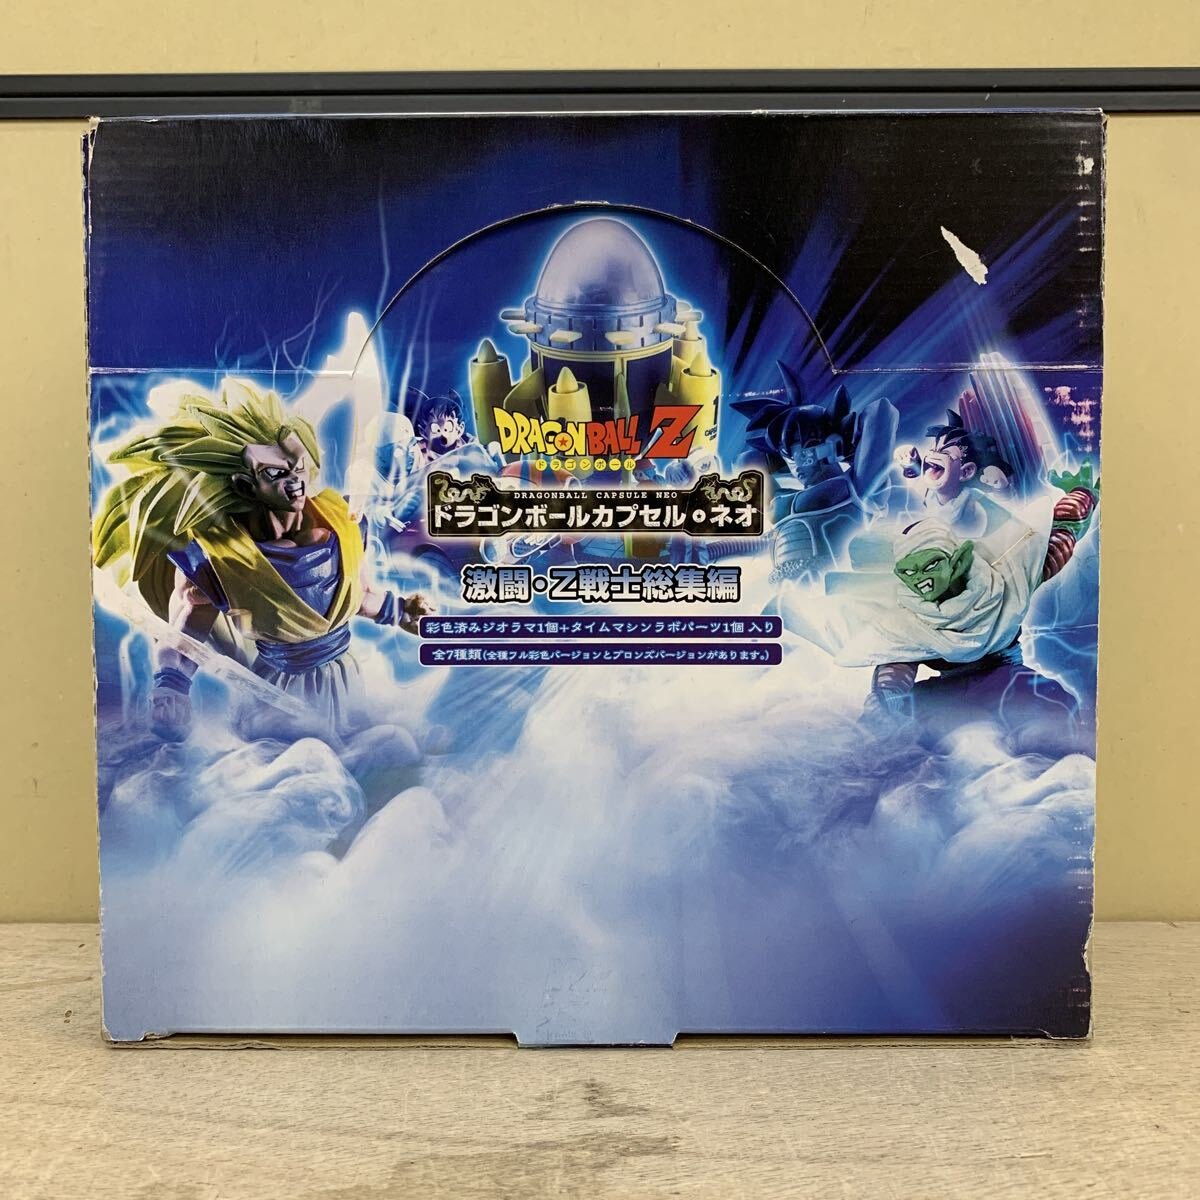 DRAGONBALL Z
ドラゴンボール
DRAGONBALL CAPSULE NEO
ドラゴンボールカプセル・ネオ
激闘・Z戦士総集編
彩色済みジオラマ1個+タイムマシンラボパーツ1個 入り
全7種類(全種フル彩色バージョンとブロンズバージョンがあります。)
1